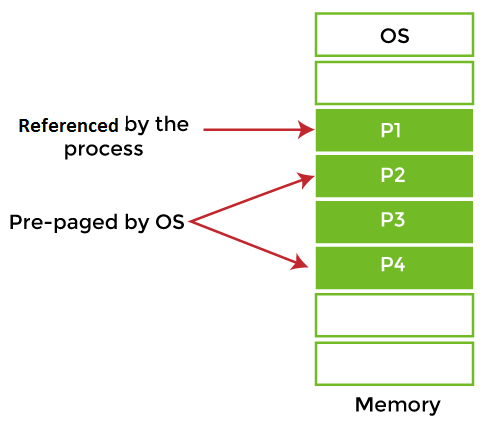 OS
Referenced by the
process
P1
P2
Pre-paged by OS
P3
P4
Memory